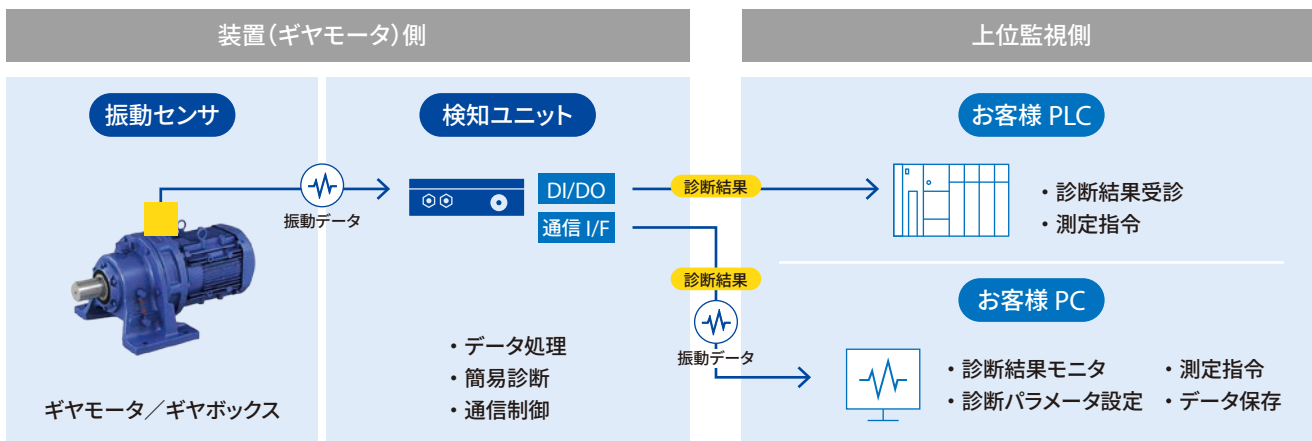 装置(ギヤモータ)側
上位監視側
振動センサ
振動データ
ギヤモータ／ギヤボックス
検知ユニット
DI/DO
通信 I/F
・データ処理
・簡易診断
・通信制御
診断結果
診断結果
振動データ
お客様 PLC
・診断結果受診
・測定指令
お客様 PC
・診断結果モニタ ・測定指令
・診断パラメータ設定 ・データ保存